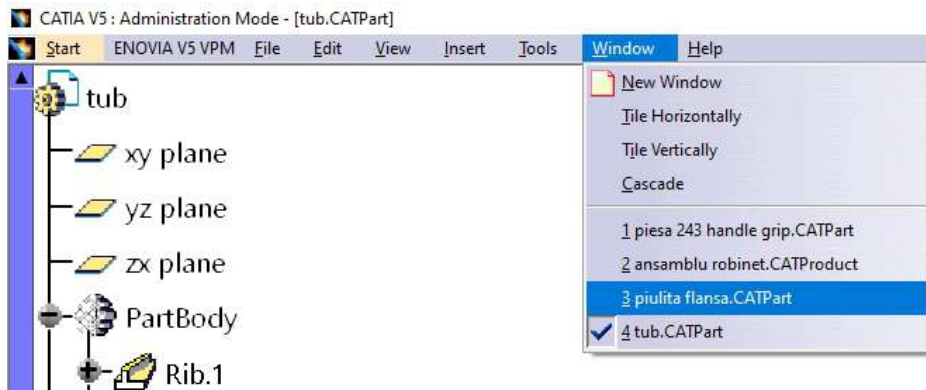 CATIA V5 : Administration Mode - [tub.CATPart]
Start ENOVIA V5 VPM File Edit View Insert Tools Window Help
tub
xy plane
yz plane
zx plane
PartBody
Rib.1
New Window
Tile Horizontally
Tile Vertically
Cascade
1 piesa 243 handle grip.CATPart
2 ansamblu robinet.CATProduct
3 piulita flansa.CATPart
4 tub.CATPart